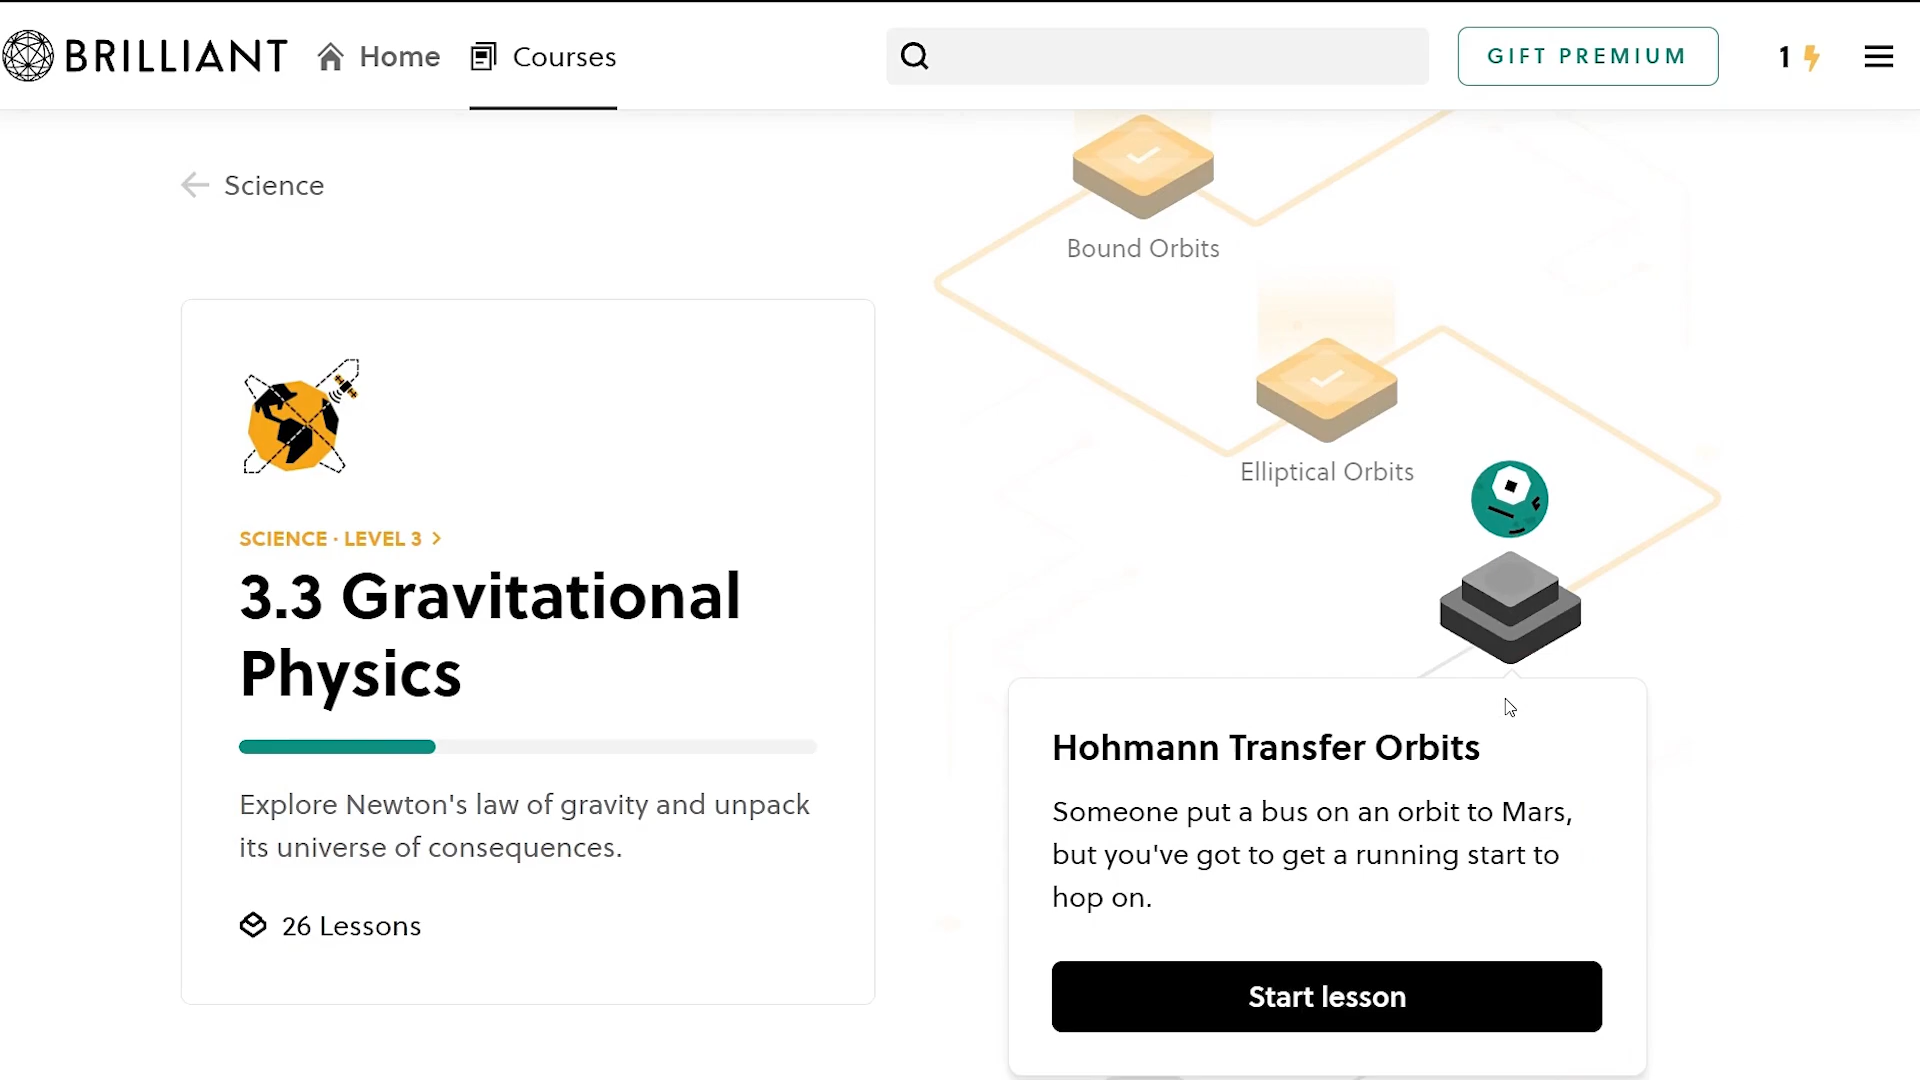 BRILLIANT
Home
Courses
GIFT PREMIUM
1
Science
Bound Orbits
Elliptical Orbits
SCIENCE · LEVEL 3 >
3.3 Gravitational
Physics
Explore Newton's law of gravity and unpack
its universe of consequences.
26 Lessons
Hohmann Transfer Orbits
Someone put a bus on an orbit to Mars,
but you've got to get a running start to
hop on.
Start lesson